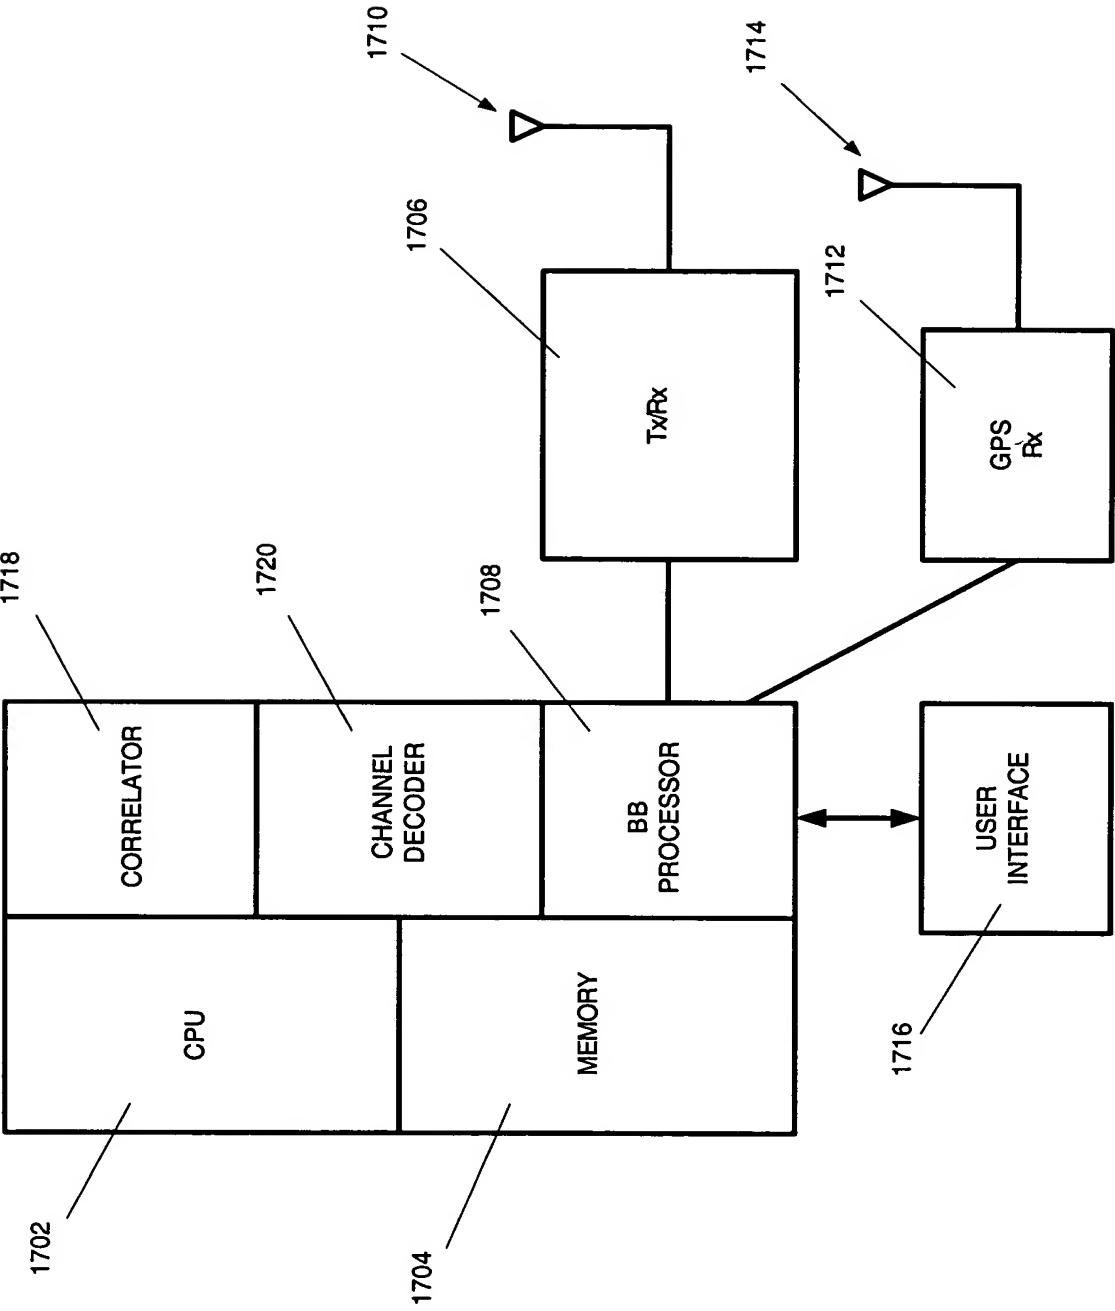 1718
1702
CORRELATOR
CPU
1720
1710
CHANNEL
DECODER
1704
1706
1708
MEMORY
BB
PROCESSOR
Tx/Rx
1714
1712
1716
USER
INTERFACE
GPS
Rx